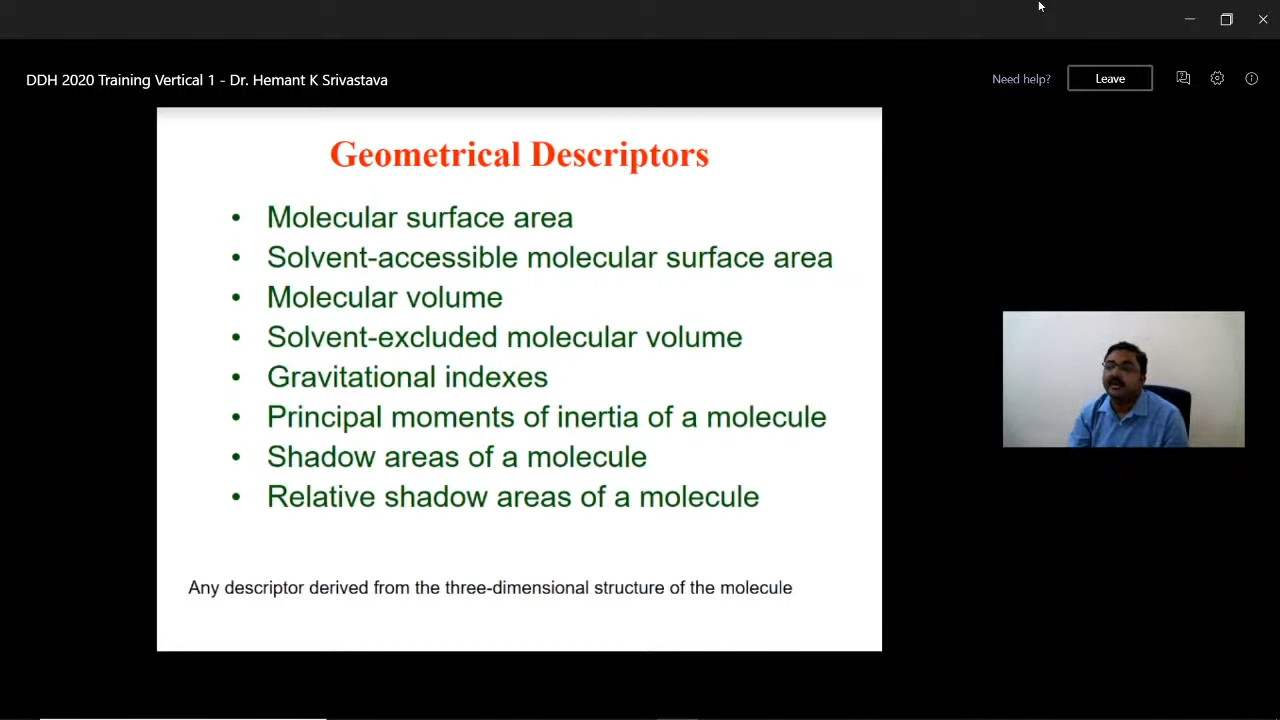 DDH 2020 Training Vertical 1 - Dr. Hemant K Srivastava
Need help?
Leave
Geometrical Descriptors
• Molecular surface area
• Solvent-accessible molecular surface area
• Molecular volume
• Solvent-excluded molecular volume
• Gravitational indexes
• Principal moments of inertia of a molecule
• Shadow areas of a molecule
• Relative shadow areas of a molecule
Any descriptor derived from the three-dimensional structure of the molecule